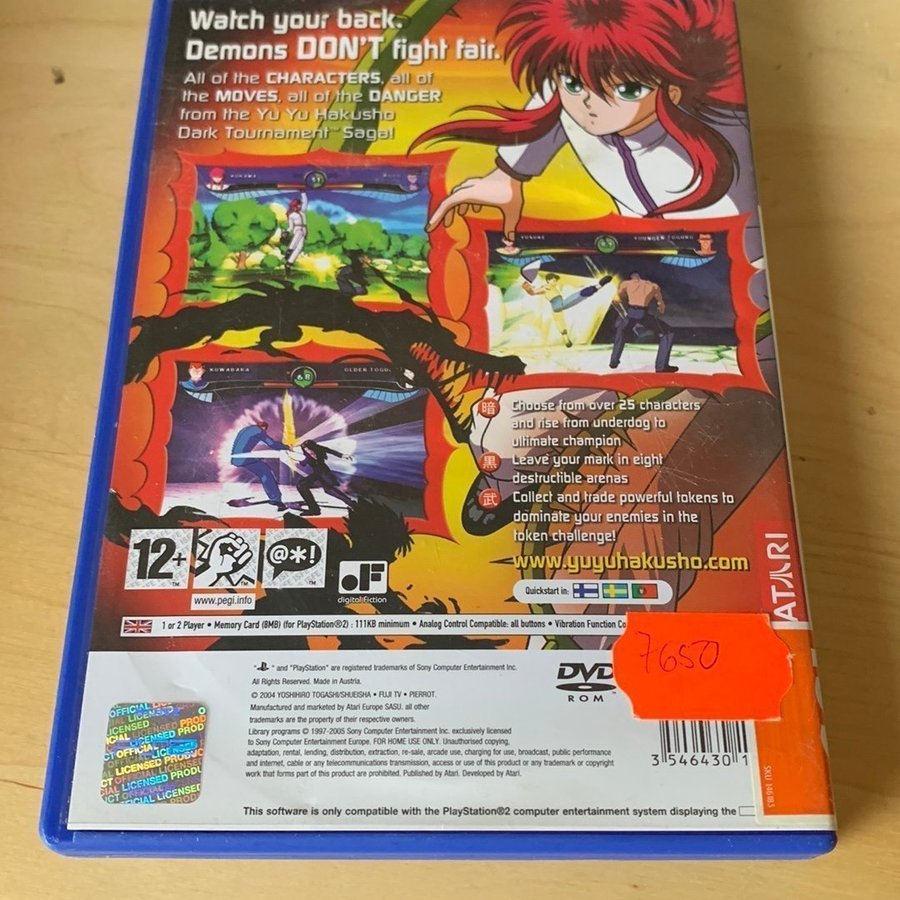 Watch your back.
Demons DON'T fight fair.
All of the CHARACTERS, all of
the MOVES, all of the DANGER
from the Yu Yu Hakusho
Dark Tournament™ Saga!
KURAMA
YUSUKE
YOUNGER TOGURO
KUWABARA
68
OLDER TOGU
暗 Choose from over 25 characters
and rise from underdog to
ultimate champion
黒 Leave your mark in eight
destructible arenas
武 Collect and trade powerful tokens to
dominate your enemies in the
token challenge!
www.yuyuhakusho.com
12+
@*!
www.pegi.info
dF
digital fiction
Quickstart in:
ATARI
1 or 2 Player • Memory Card (8MB) (for PlayStation®2) : 111KB minimum • Analog Control Compatible: all buttons • Vibration Function Co
7650
" " and "PlayStation" are registered trademarks of Sony Computer Entertainment Inc.
All Rights Reserved. Made in Austria.
© 2004 YOSHIHIRO TOGASHI/SHUEISHA • FUJI TV • PIERROT.
Manufactured and marketed by Atari Europe SASU. all other
trademarks are the property of their respective owners.
Library programs © 1997-2005 Sony Computer Entertainment Inc. exclusively licensed
to Sony Computer Entertainment Europe. FOR HOME USE ONLY. Unauthorised copying,
adaptation, rental, lending, distribution, extraction, re-sale, arcade use, charging for use, broadcast, public performance
and internet, cable or any telecommunications transmission, access or use of this product or any trademark or copyright
work that forms part of this product are prohibited. Published by Atari. Developed by Atari.
DVD
ROM
3 546430 1
OFFICIAL LICENSED PRODUCT
This software is only compatible with the PlayStation®2 computer entertainment system displaying the